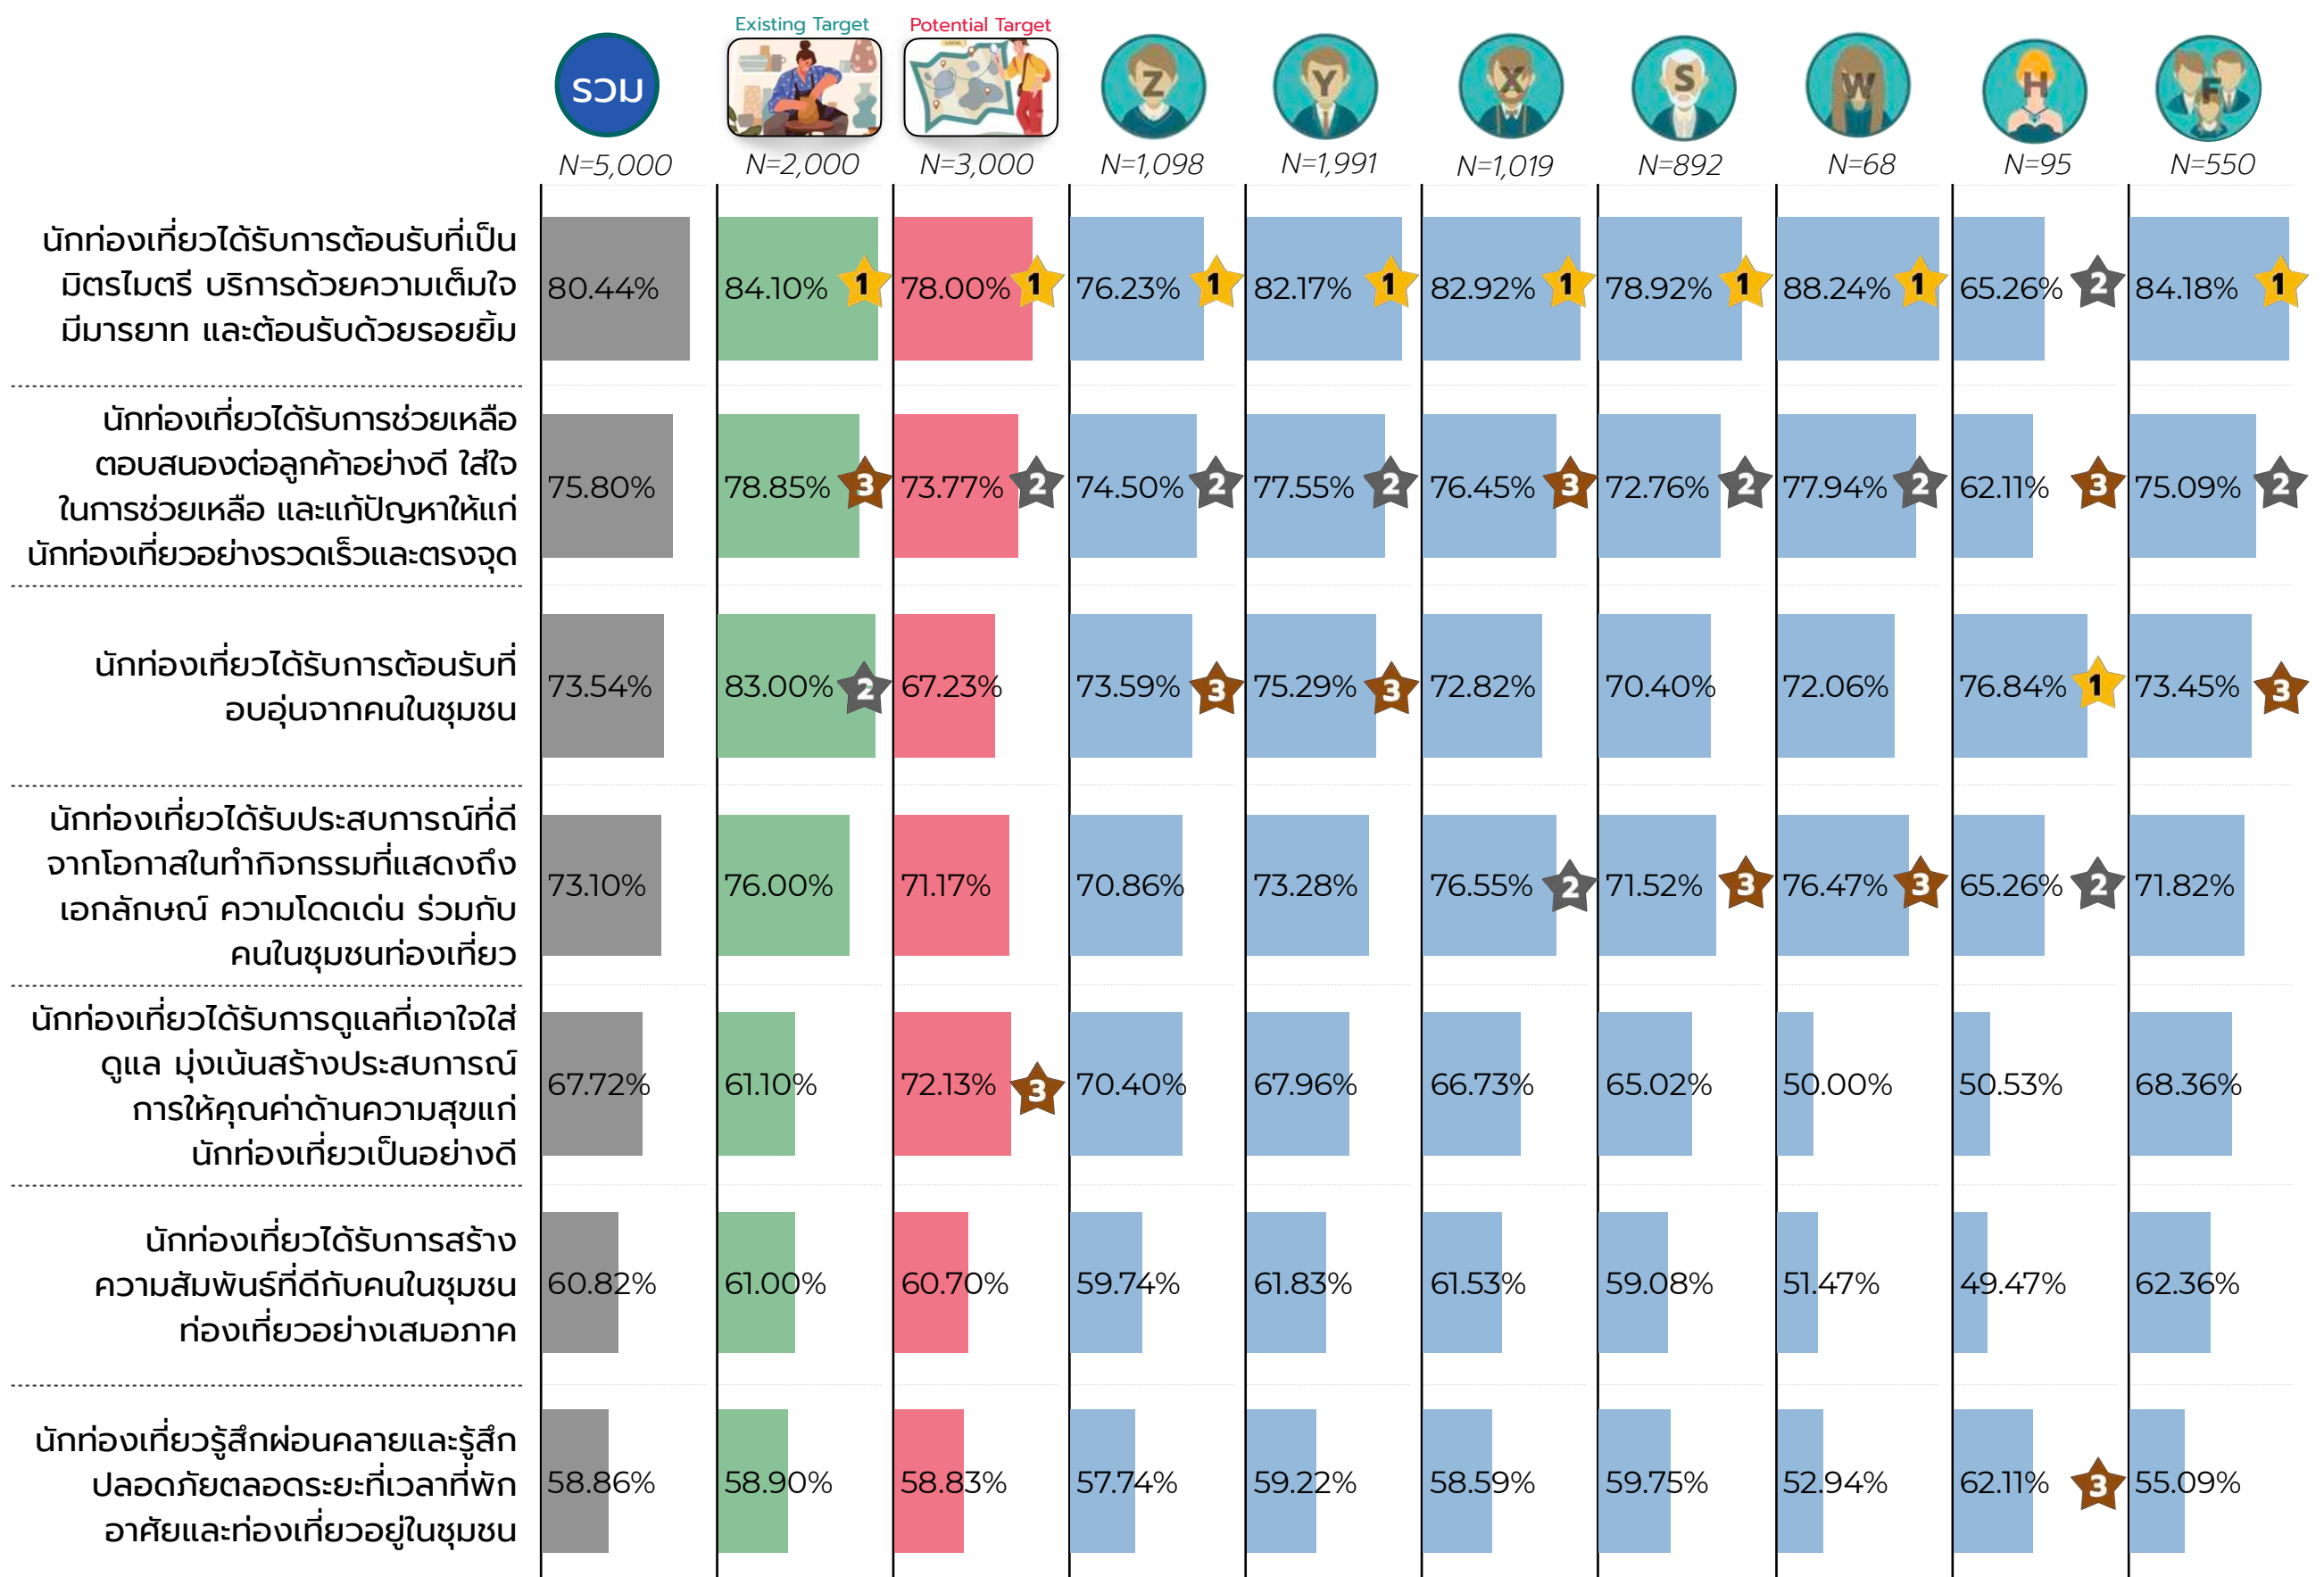 Existing Target
Potential Target
รวม
Z
Y
X
S
W
H
F
N=5,000
N=2,000
N=3,000
N=1,098
N=1,991
N=1,019
N=892
N=68
N=95
N=550
นักท่องเที่ยวได้รับการต้อนรับที่เป็น
มิตรไมตรี บริการด้วยความเต็มใจ
มีมารยาท และต้อนรับด้วยรอยยิ้ม
80.44%
84.10% 1
78.00% 1
76.23% 1
82.17% 1
82.92% 1
78.92% 1
88.24% 1
65.26% 2
84.18% 1
นักท่องเที่ยวได้รับการช่วยเหลือ
ตอบสนองต่อลูกค้าอย่างดี ใส่ใจ
ในการช่วยเหลือ และแก้ปัญหาให้แก่
นักท่องเที่ยวอย่างรวดเร็วและตรงจุด
75.80%
78.85% 3
73.77% 2
74.50% 2
77.55% 2
76.45% 3
72.76% 2
77.94% 2
62.11% 3
75.09% 2
นักท่องเที่ยวได้รับการต้อนรับที่
อบอุ่นจากคนในชุมชน
73.54%
83.00% 2
67.23%
73.59% 3
75.29% 3
72.82%
70.40%
72.06%
76.84% 1
73.45% 3
นักท่องเที่ยวได้รับประสบการณ์ที่ดี
จากโอกาสในทำกิจกรรมที่แสดงถึง
เอกลักษณ์ ความโดดเด่น ร่วมกับ
คนในชุมชนท่องเที่ยว
73.10%
76.00%
71.17%
70.86%
73.28%
76.55% 2
71.52% 3
76.47% 3
65.26% 2
71.82%
นักท่องเที่ยวได้รับการดูแลที่เอาใจใส่
ดูแล มุ่งเน้นสร้างประสบการณ์
การให้คุณค่าด้านความสุขแก่
นักท่องเที่ยวเป็นอย่างดี
67.72%
61.10%
72.13% 3
70.40%
67.96%
66.73%
65.02%
50.00%
50.53%
68.36%
นักท่องเที่ยวได้รับการสร้าง
ความสัมพันธ์ที่ดีกับคนในชุมชน
ท่องเที่ยวอย่างเสมอภาค
60.82%
61.00%
60.70%
59.74%
61.83%
61.53%
59.08%
51.47%
49.47%
62.36%
นักท่องเที่ยวรู้สึกผ่อนคลายและรู้สึก
ปลอดภัยตลอดระยะที่เวลาที่พัก
อาศัยและท่องเที่ยวอยู่ในชุมชน
58.86%
58.90%
58.83%
57.74%
59.22%
58.59%
59.75%
52.94%
62.11% 3
55.09%